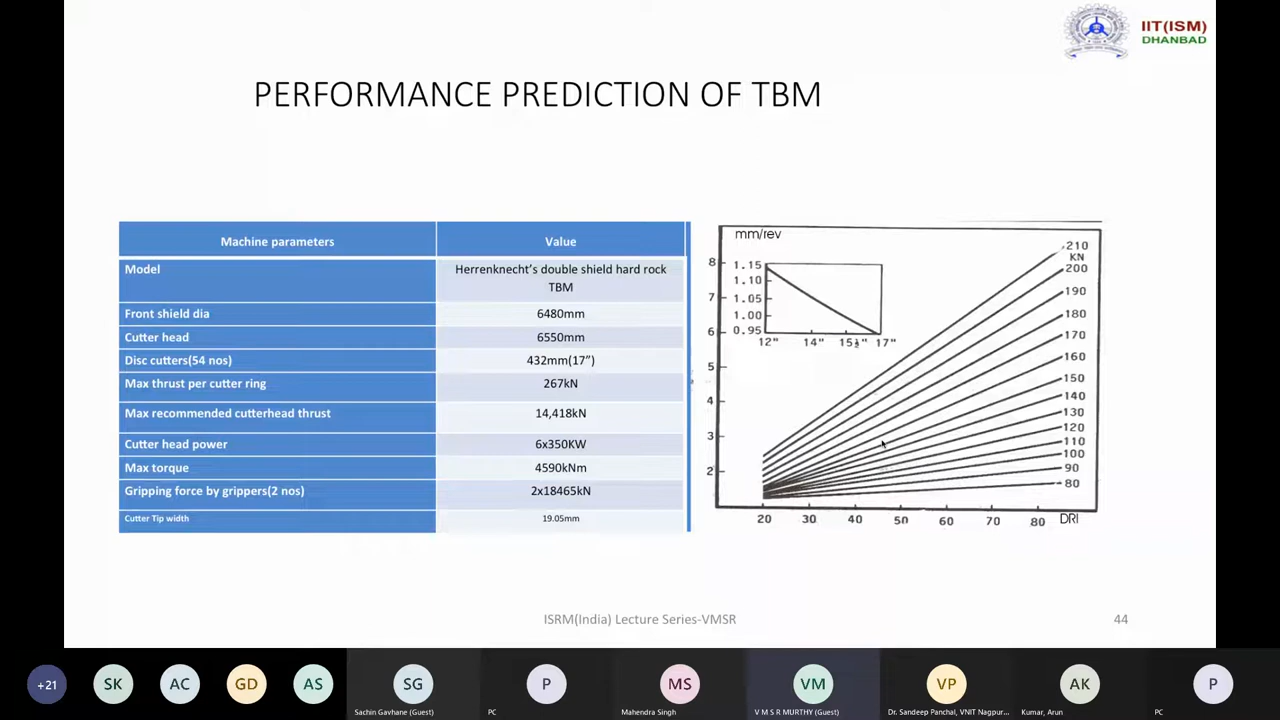 IIT(ISM)
DHANBAD
PERFORMANCE PREDICTION OF TBM
Machine parameters Value
Model Herrenknecht's double shield hard rock
TBM
Front shield dia 6480mm
Cutter head 6550mm
Disc cutters(54 nos) 432mm(17")
Max thrust per cutter ring 267kN
Max recommended cutterhead thrust 14,418kN
Cutter head power 6x350KW
Max torque 4590kNm
Gripping force by grippers(2 nos) 2x18465kN
Cutter Tip width 19.05mm
mm/rev
8
7
6
5
4
3
2
1.15
1.10
1.05
1.00
0.95
12" 14" 15½" 17"
210
KN
200
190
180
170
160
150
140
130
120
110
100
90
80
20 30 40 50 60 70 80 DRI
ISRM(India) Lecture Series-VMSR 44
+21 SK AC GD AS SG P MS VM VP AK P
Sachin Gavhane (Guest) PC Mahendra Singh V M S R MURTHY (Guest) Dr. Sandeep Panchal, VNIT Nagpur... Kumar, Arun PC